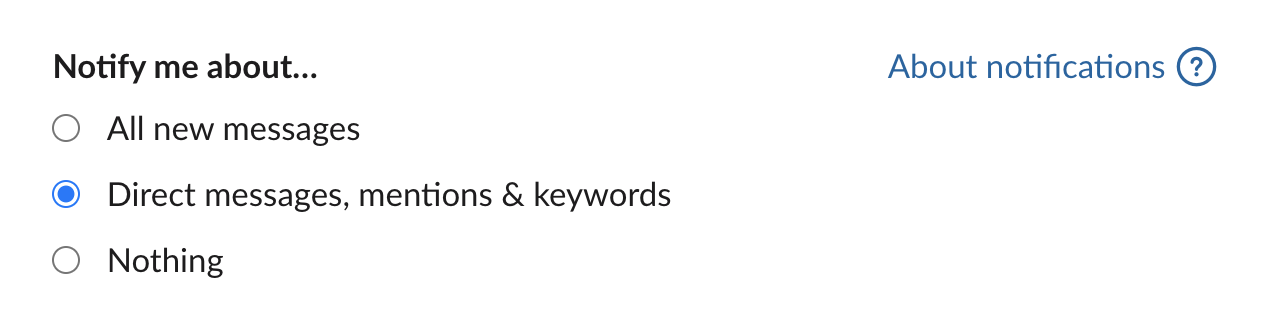 Notify me about…
About notifications ?
All new messages
Direct messages, mentions & keywords
Nothing